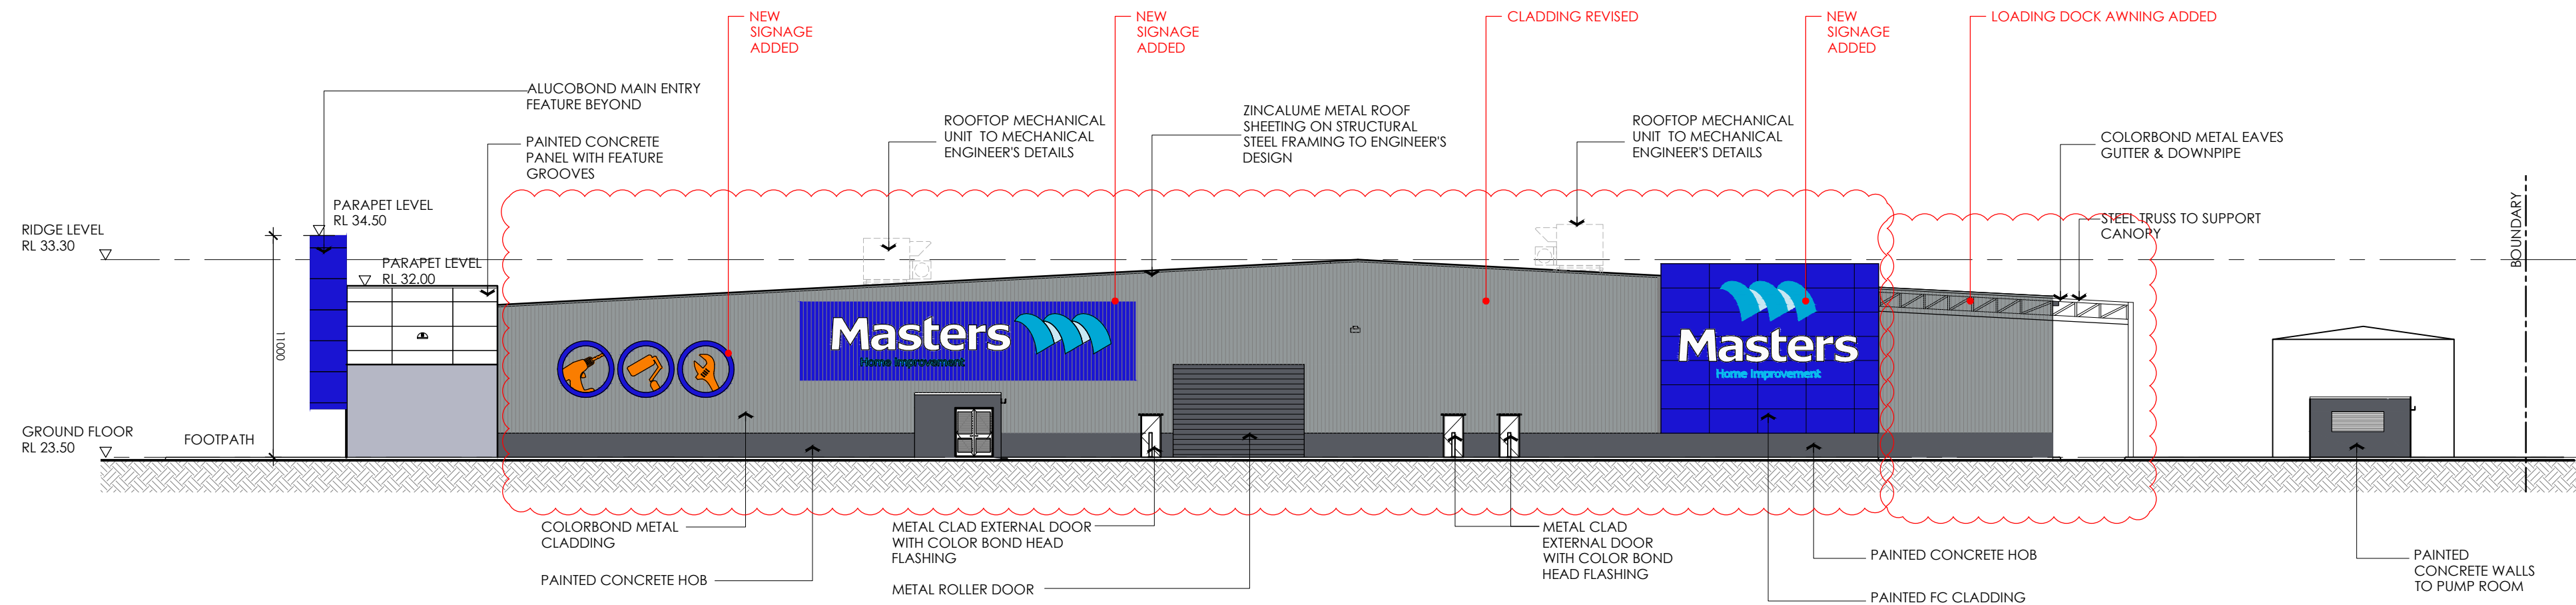 NEW
SIGNAGE
ADDED
NEW
SIGNAGE
ADDED
CLADDING REVISED
NEW
SIGNAGE
ADDED
LOADING DOCK AWNING ADDED
ALUCOBOND MAIN ENTRY
FEATURE BEYOND
PAINTED CONCRETE
PANEL WITH FEATURE
GROOVES
ROOFTOP MECHANICAL
UNIT TO MECHANICAL
ENGINEER'S DETAILS
ZINCALUME METAL ROOF
SHEETING ON STRUCTURAL
STEEL FRAMING TO ENGINEER'S
DESIGN
ROOFTOP MECHANICAL
UNIT TO MECHANICAL
ENGINEER'S DETAILS
COLORBOND METAL EAVES
GUTTER & DOWNPIPE
STEEL TRUSS TO SUPPORT
CANOPY
BOUNDARY
PARAPET LEVEL
RL 34.50
RIDGE LEVEL
RL 33.30
PARAPET LEVEL
RL 32.00
11000
Masters
Home Improvement
Masters
Home Improvement
GROUND FLOOR
RL 23.50
FOOTPATH
COLORBOND METAL
CLADDING
PAINTED CONCRETE HOB
METAL CLAD EXTERNAL DOOR
WITH COLOR BOND HEAD
FLASHING
METAL ROLLER DOOR
METAL CLAD
EXTERNAL DOOR
WITH COLOR BOND
HEAD FLASHING
PAINTED CONCRETE HOB
PAINTED FC CLADDING
PAINTED
CONCRETE WALLS
TO PUMP ROOM